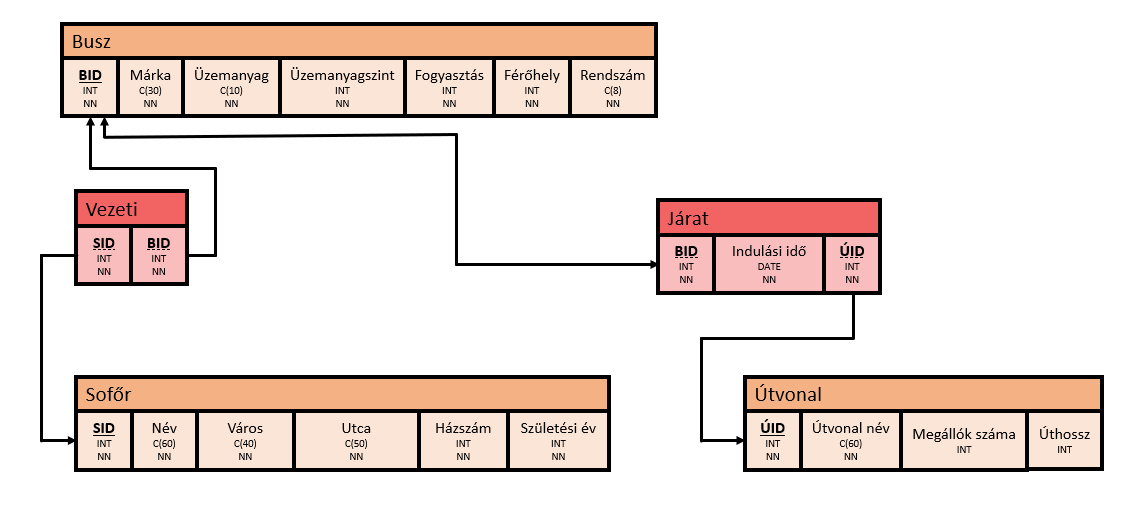 Busz
BID Márka Üzemanyag Üzemanyagszint Fogyasztás Férőhely Rendszám
INT C(30) C(10) INT INT INT C(8)
NN NN NN NN NN NN NN
Vezeti
SID BID
INT INT
NN NN
Járat
BID Indulási idő ÚID
INT DATE INT
NN NN NN
Sofőr
SID Név Város Utca Házszám Születési év
INT C(60) C(40) C(50) INT INT
NN NN NN NN NN NN
Útvonal
ÚID Útvonal név Megállók száma Úthossz
INT C(60) INT INT
NN NN